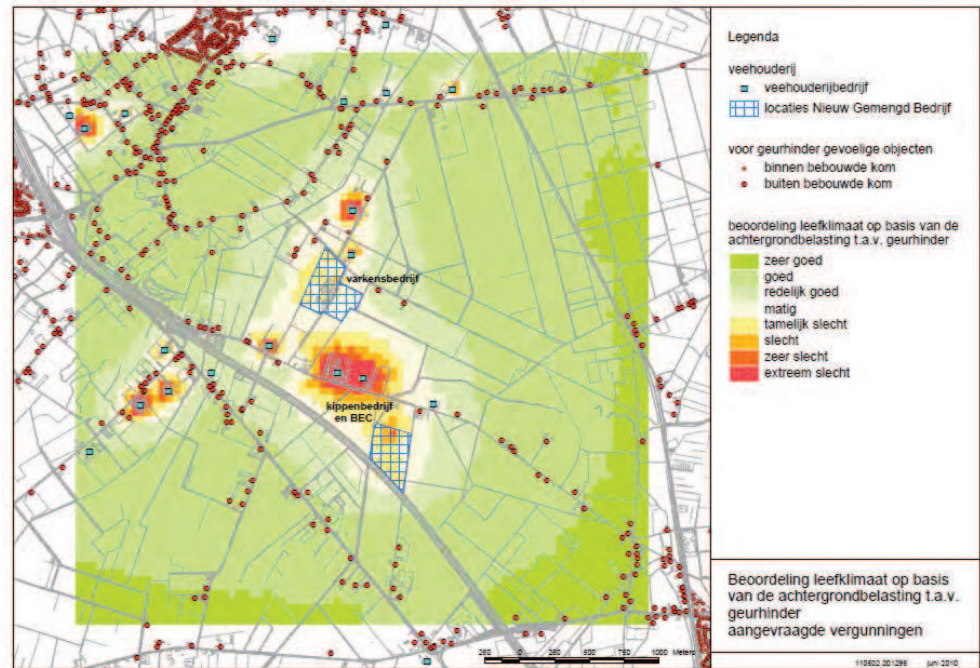 varkensbedrijf
kippenbedrijf
en BEC
250 0 250 500 750 1000 Meters
Legenda
veehouderij
veehouderijbedrijf
locaties Nieuw Gemengd Bedrijf
voor geurhinder gevoelige objecten
binnen bebouwde kom
buiten bebouwde kom
beoordeling leefklimaat op basis van de
achtergrondbelasting t.a.v. geurhinder
zeer goed
goed
redelijk goed
matig
tamelijk slecht
slecht
zeer slecht
extreem slecht
Beoordeling leefklimaat op basis
van de achtergrondbelasting t.a.v.
geurhinder
aangevraagde vergunningen
110502.201296 juni 2010